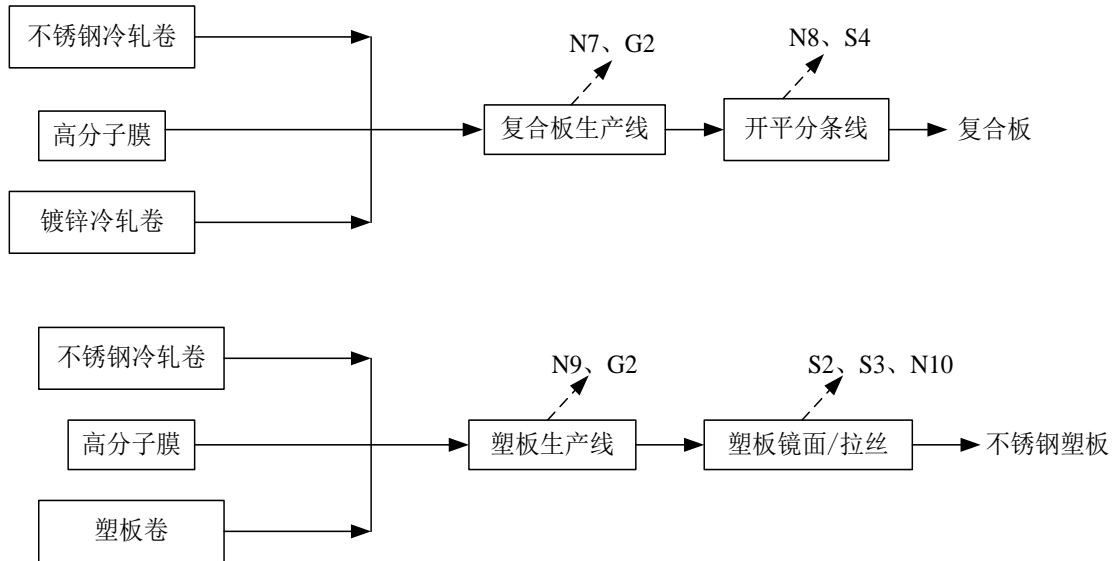 不锈钢冷轧卷
N7、G2
N8、S4
高分子膜
复合板生产线
开平分条线
复合板
镀锌冷轧卷
不锈钢冷轧卷
N9、G2
S2、S3、N10
高分子膜
塑板生产线
塑板镜面/拉丝
不锈钢塑板
塑板卷